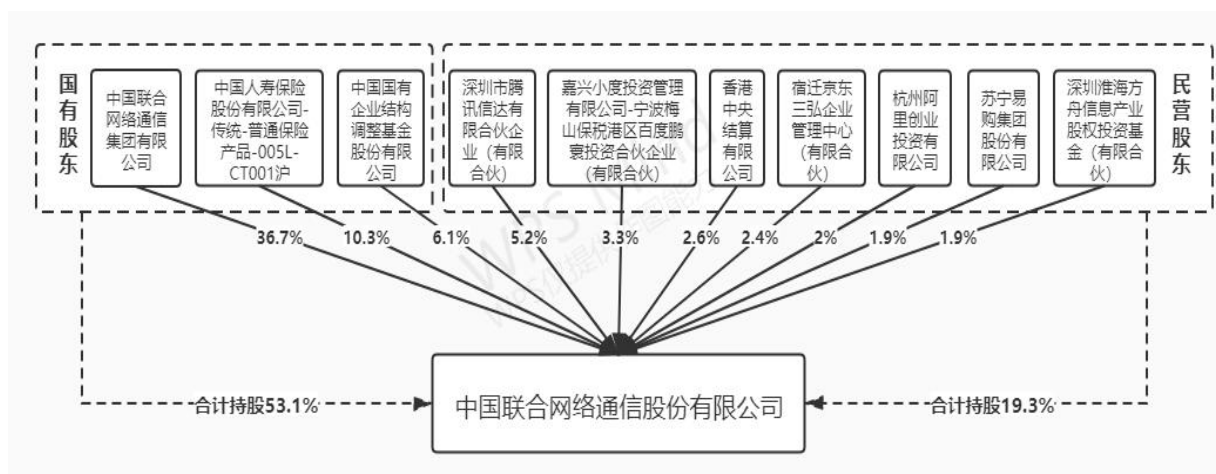 国
有
股
东
中国联合
网络通信
集团有限
公司
中国人寿保险
股份有限公司-
传统-普通保险
产品-005L-
CT001沪
中国国有
企业结构
调整基金
股份有限
公司
深圳市腾
讯信达有
限合伙企
业（有限
合伙）
嘉兴小度投资管理
有限公司-宁波梅
山保税港区百度鹏
寰投资合伙企业
（有限合伙）
香港
中央
结算
有限
公司
宿迁京东
三弘企业
管理中心
（有限合
伙）
杭州阿
里创业
投资有
限公司
苏宁易
购集团
股份有
限公司
深圳淮海方
舟信息产业
股权投资基
金（有限合
伙）
民
营
股
东
36.7%
10.3%
6.1%
5.2%
3.3%
2.6%
2.4%
2%
1.9%
1.9%
合计持股53.1%
中国联合网络通信股份有限公司
合计持股19.3%